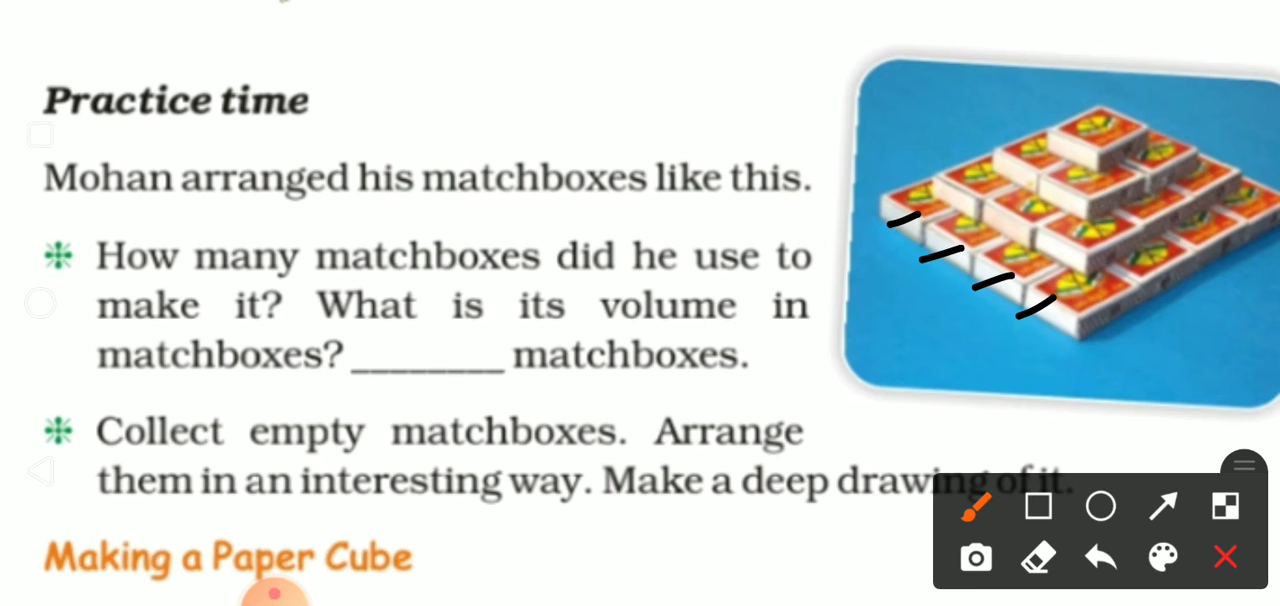 Practice time
Mohan arranged his matchboxes like this.
How many matchboxes did he use to
make it? What is its volume in
matchboxes? ________ matchboxes.
Collect empty matchboxes. Arrange
them in an interesting way. Make a deep drawing of it.
Making a Paper Cube